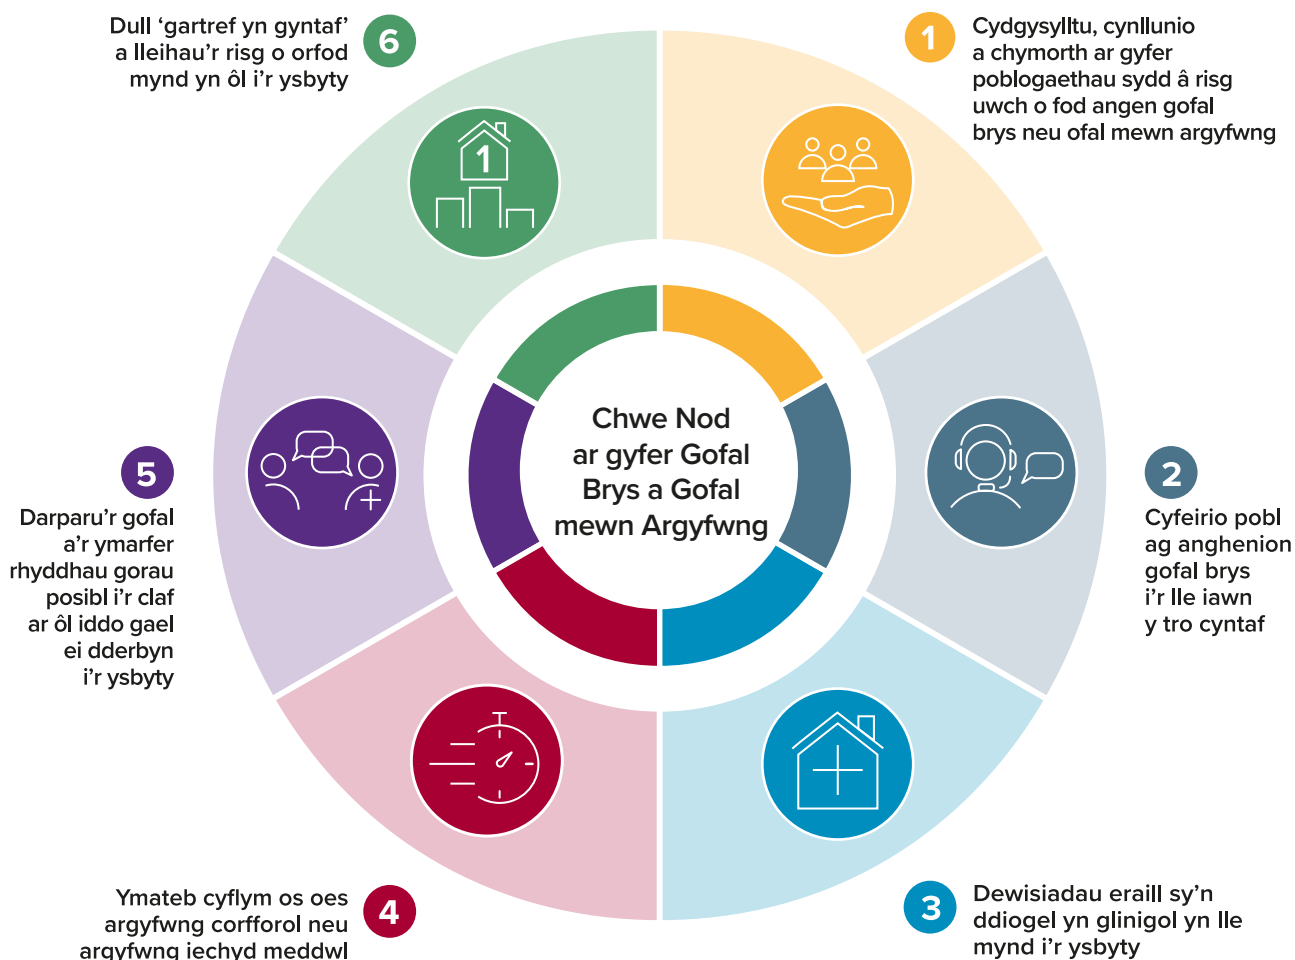 Chwe Nod
ar gyfer Gofal
Brys a Gofal
mewn Argyfwng
1
Cydgysylltu, cynllunio
a chymorth ar gyfer
poblogaethau sydd â risg
uwch o fod angen gofal
brys neu ofal mewn argyfwng
2
Cyfeirio pobl
ag anghenion
gofal brys
i'r lle iawn
y tro cyntaf
3
Dewisiadau eraill sy'n
ddiogel yn glinigol yn lle
mynd i'r ysbyty
4
Ymateb cyflym os oes
argyfwng corfforol neu
argyfwng iechyd meddwl
5
Darparu'r gofal
a'r ymarfer
rhyddhau gorau
posibl i'r claf
ar ôl iddo gael
ei dderbyn
i'r ysbyty
6
Dull ‘gartref yn gyntaf’
a lleihau'r risg o orfod
mynd yn ôl i'r ysbyty
1